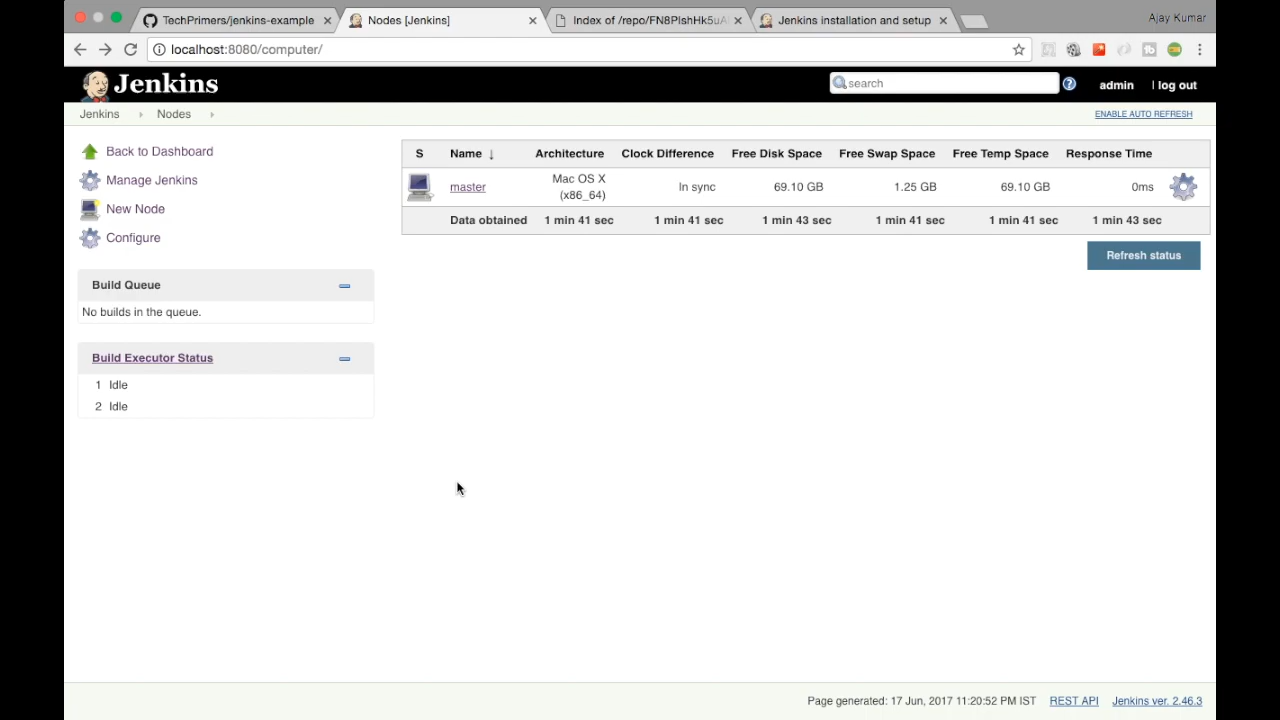 TechPrimers/jenkins-example
Nodes [Jenkins]
Index of /repo/FN8PlshHk5uA
Jenkins installation and setup
Ajay Kumar
localhost:8080/computer/
Jenkins
search
admin
| log out
Jenkins
Nodes
ENABLE AUTO REFRESH
Back to Dashboard
Manage Jenkins
New Node
Configure
Build Queue
No builds in the queue.
Build Executor Status
1 Idle
2 Idle
S Name ↓ Architecture Clock Difference Free Disk Space Free Swap Space Free Temp Space Response Time
master Mac OS X (x86_64) In sync 69.10 GB 1.25 GB 69.10 GB 0ms
Data obtained 1 min 41 sec 1 min 41 sec 1 min 43 sec 1 min 41 sec 1 min 41 sec 1 min 43 sec
Refresh status
Page generated: 17 Jun, 2017 11:20:52 PM IST REST API Jenkins ver. 2.46.3